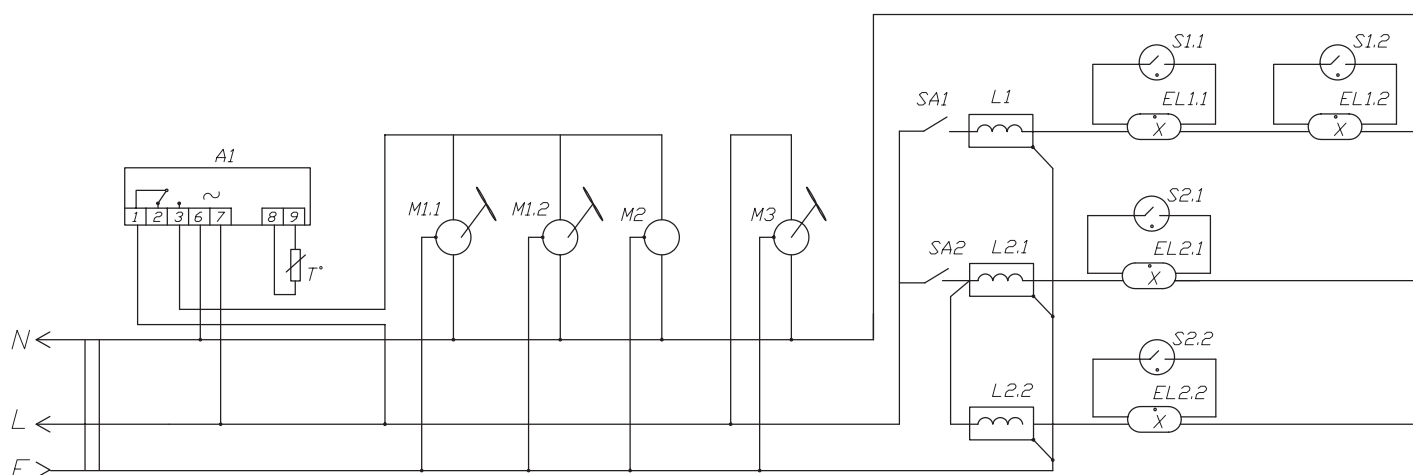 S1.1 S1.2
SA1 L1 EL1.1 EL1.2
X X
A1
~
1 2 3 6 7 8 9
M1.1 M1.2 M2 M3
S2.1
SA2 L2.1 EL2.1
T°
X
N
S2.2
L2.2 EL2.2
L
X